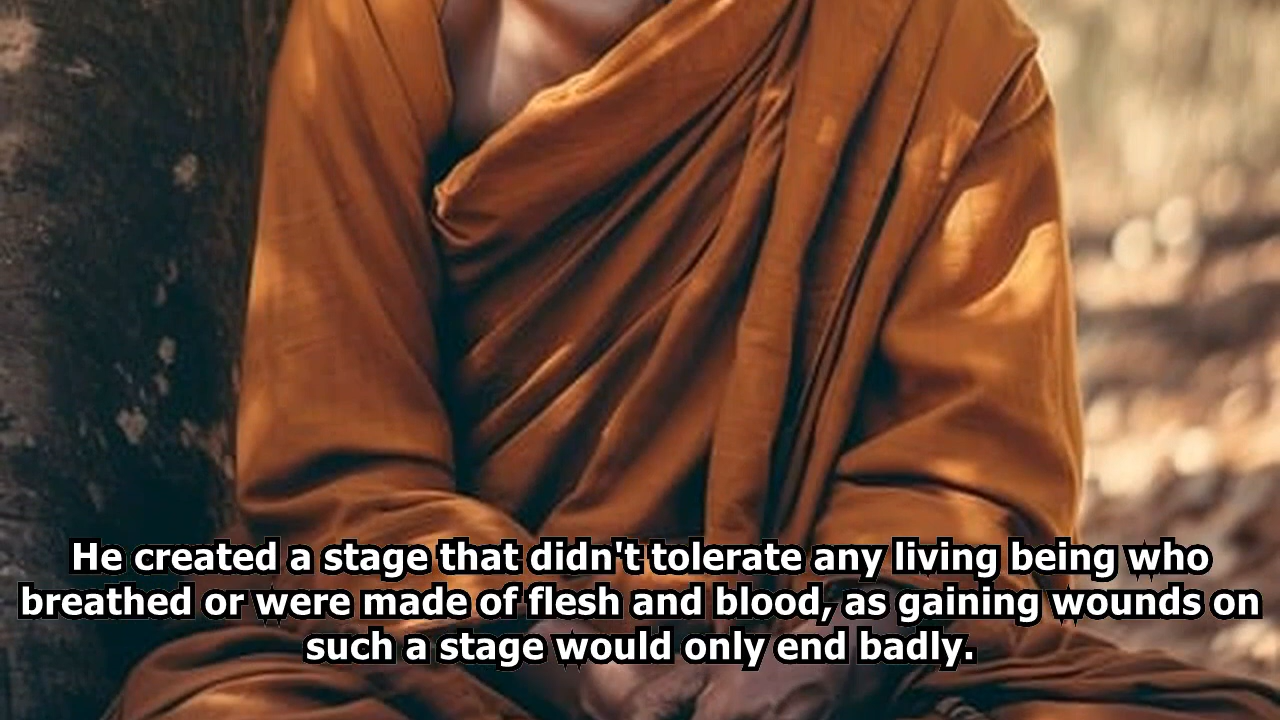 He created a stage that didn't tolerate any living being who
breathed or were made of flesh and blood, as gaining wounds on
such a stage would only end badly.